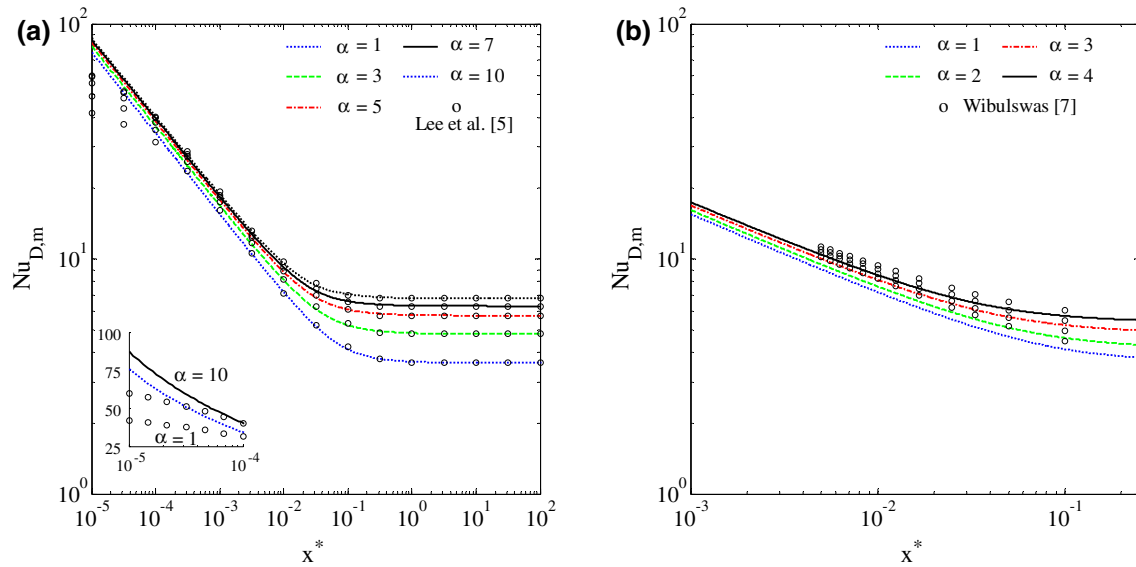 (a)
10^2
10^1
10^0
Nu_{D,m}
α = 1
α = 7
α = 3
α = 10
α = 5
o
Lee et al. [5]
100
75
50
25
α = 10
α = 1
10^{-5}
10^{-4}
10^{-5}
10^{-4}
10^{-3}
10^{-2}
10^{-1}
10^0
10^1
10^2
x^*
(b)
10^2
10^1
10^0
Nu_{D,m}
α = 1
α = 3
α = 2
α = 4
o Wibulswas [7]
10^{-3}
10^{-2}
10^{-1}
x^*